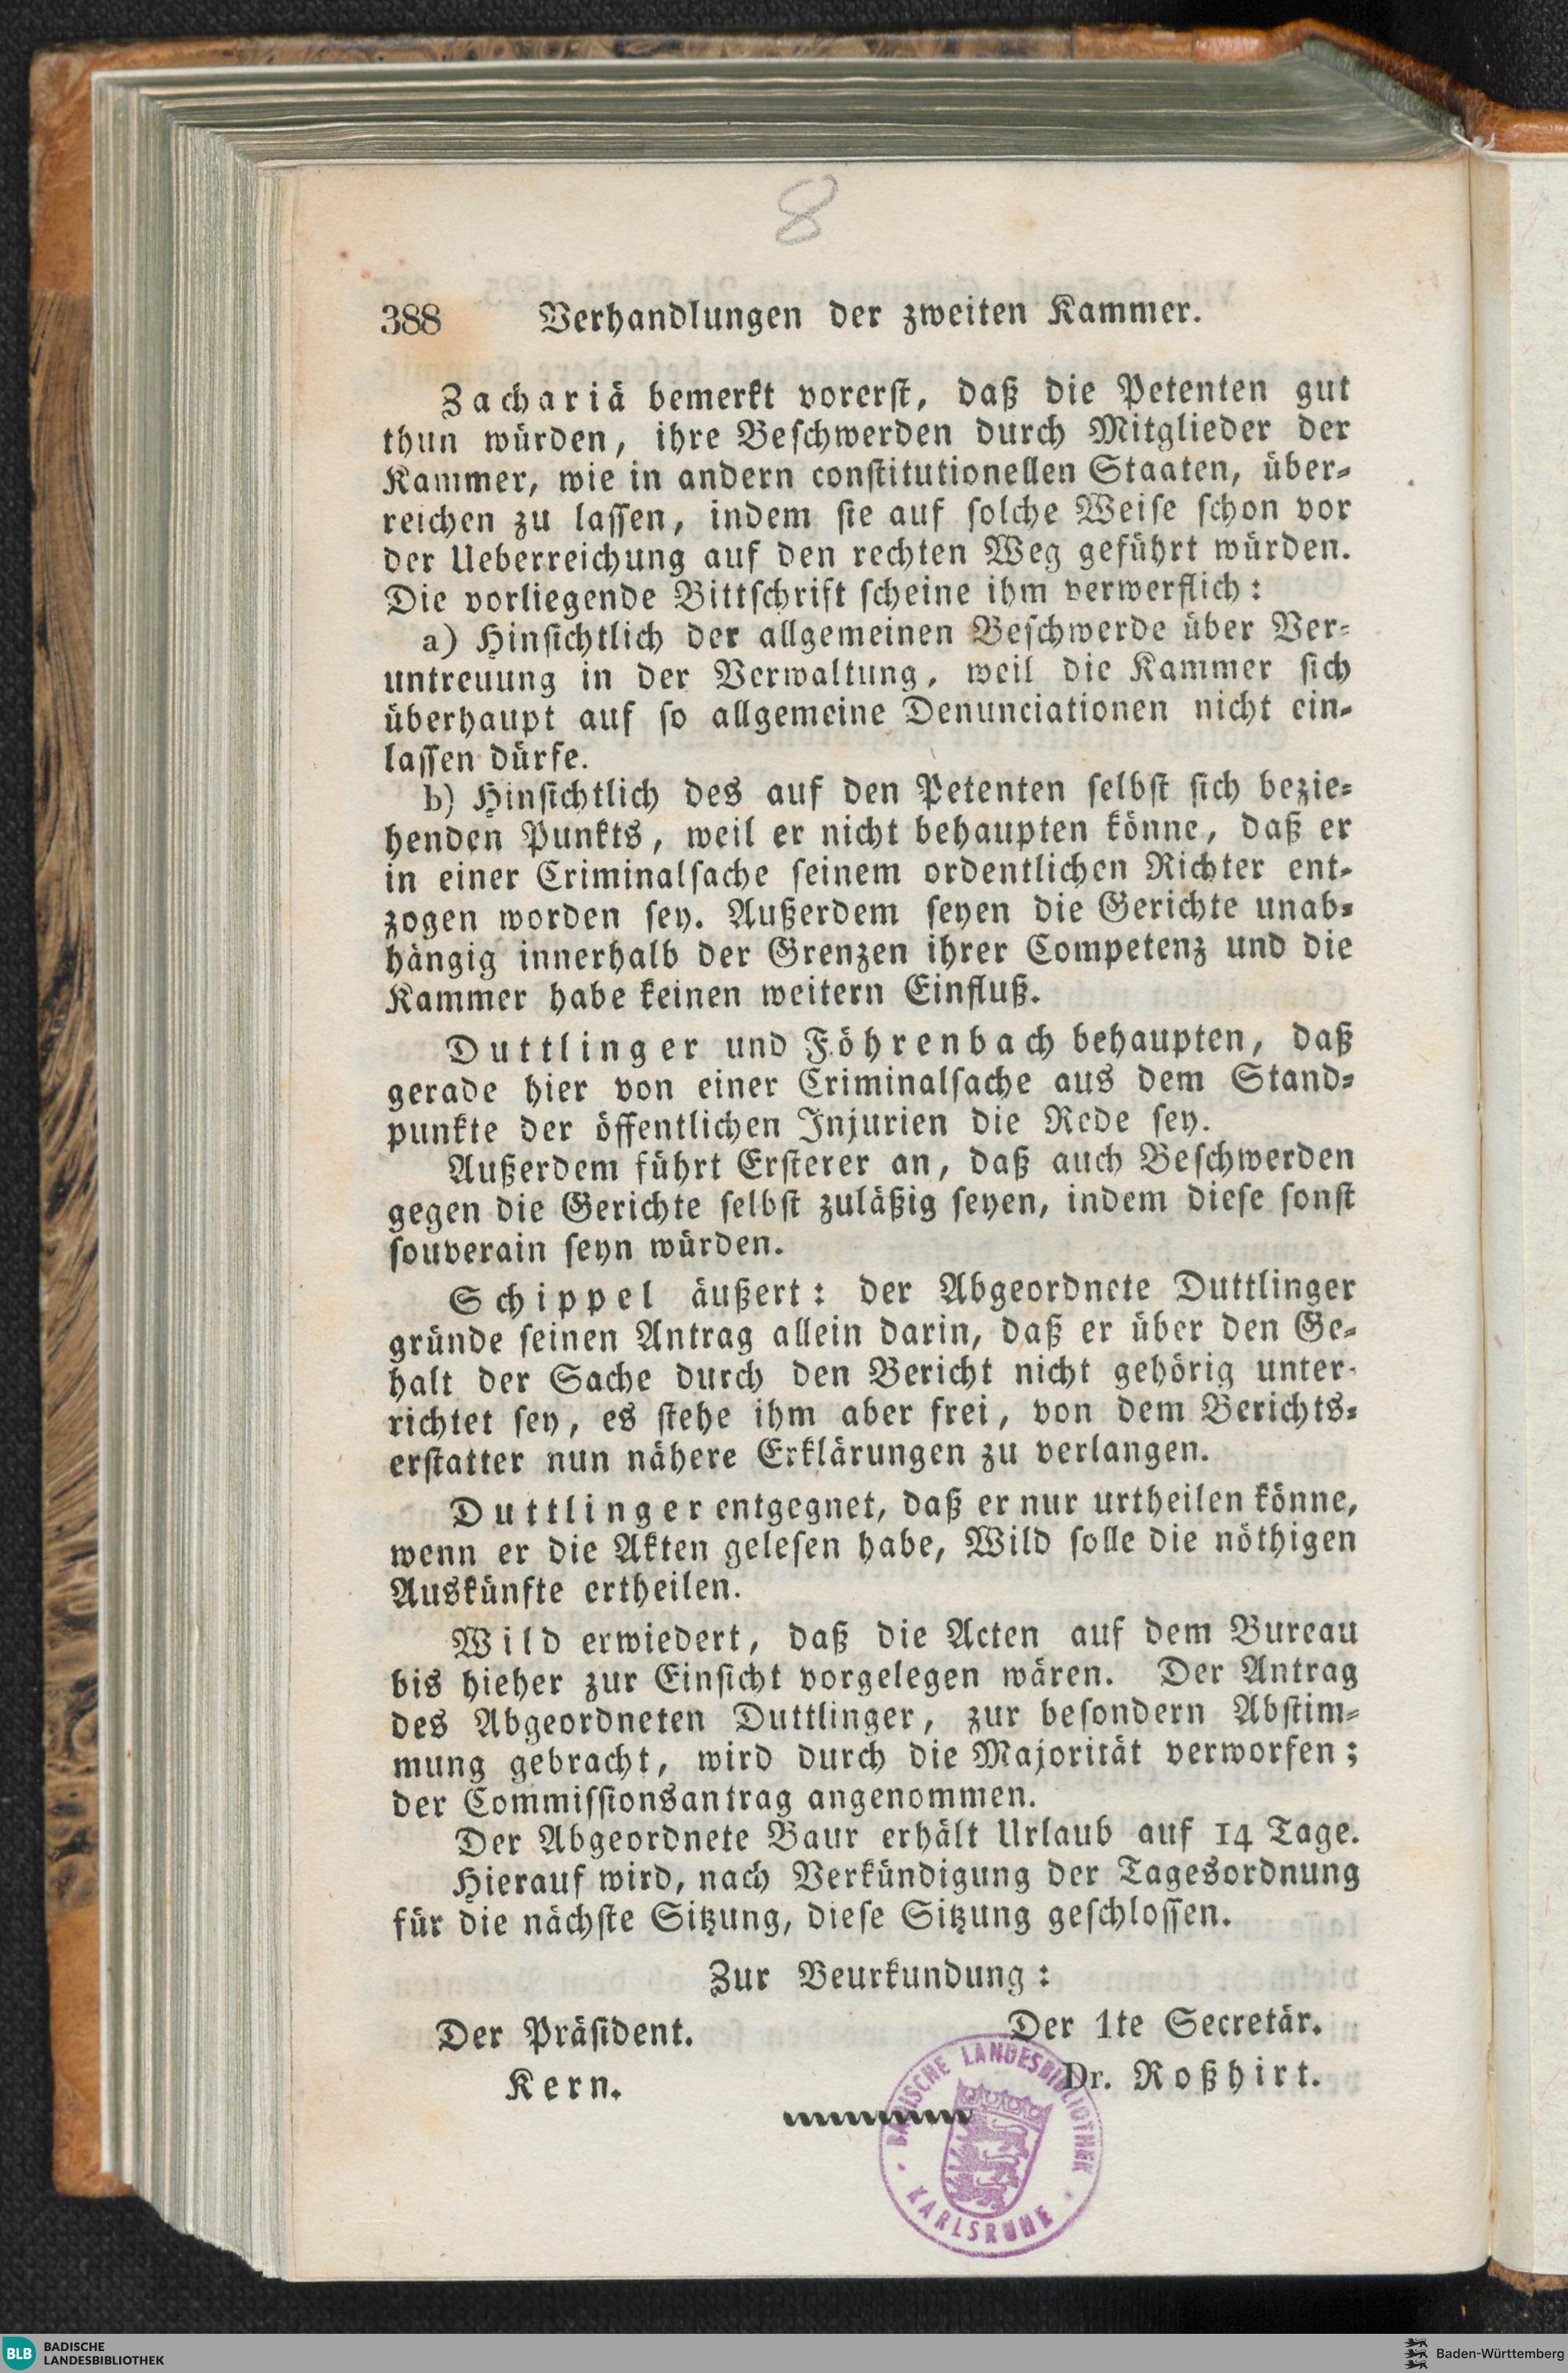 8
388 Verhandlungen der zweiten Kammer.
Zachariä bemerkt vorerst, daß die Petenten gut
thun würden, ihre Beschwerden durch Mitglieder der
Kammer, wie in andern constitutionellen Staaten, über-
reichen zu lassen, indem sie auf solche Weise schon vor
der Ueberreichung auf den rechten Weg geführt würden.
Die vorliegende Bittschrift scheine ihm verwerflich:
a) Hinsichtlich der allgemeinen Beschwerde über Ver-
untreuung in der Verwaltung, weil die Kammer sich
überhaupt auf so allgemeine Denunciationen nicht ein-
lassen dürfe.
b) Hinsichtlich des auf den Petenten selbst sich bezie-
henden Punkts, weil er nicht behaupten könne, daß er
in einer Criminalsache seinem ordentlichen Richter ent-
zogen worden sey. Außerdem seyen die Gerichte unab-
hängig innerhalb der Grenzen ihrer Competenz und die
Kammer habe keinen weitern Einfluß.
Duttlinger und Föhrenbach behaupten, daß
gerade hier von einer Criminalsache aus dem Stand-
punkte der öffentlichen Injurien die Rede sey.
Außerdem führt Ersterer an, daß auch Beschwerden
gegen die Gerichte selbst zuläßig seyen, indem diese sonst
souverain seyn würden.
Schippel äußert: der Abgeordnete Duttlinger
gründe seinen Antrag allein darin, daß er über den Ge-
halt der Sache durch den Bericht nicht gehörig unter-
richtet sey, es stehe ihm aber frei, von dem Berichts-
erstatter nun nähere Erklärungen zu verlangen.
Duttlinger entgegnet, daß er nur urtheilen könne,
wenn er die Akten gelesen habe, Wild solle die nöthigen
Auskünfte ertheilen.
Wild erwiedert, daß die Acten auf dem Bureau
bis hieher zur Einsicht vorgelegen wären. Der Antrag
des Abgeordneten Duttlinger, zur besondern Abstim-
mung gebracht, wird durch die Majorität verworfen;
der Commissionsantrag angenommen.
Der Abgeordnete Baur erhält Urlaub auf 14 Tage.
Hierauf wird, nach Verkündigung der Tagesordnung
für die nächste Sitzung, diese Sitzung geschlossen.
Zur Beurkundung:
Der Präsident. Der 1te Secretär.
Kern. Dr. Roßhirt.
BADISCHE LANDESBIBLIOTHEK
KARLSRUHE
BLB BADISCHE
LANDESBIBLIOTHEK
Baden-Württemberg